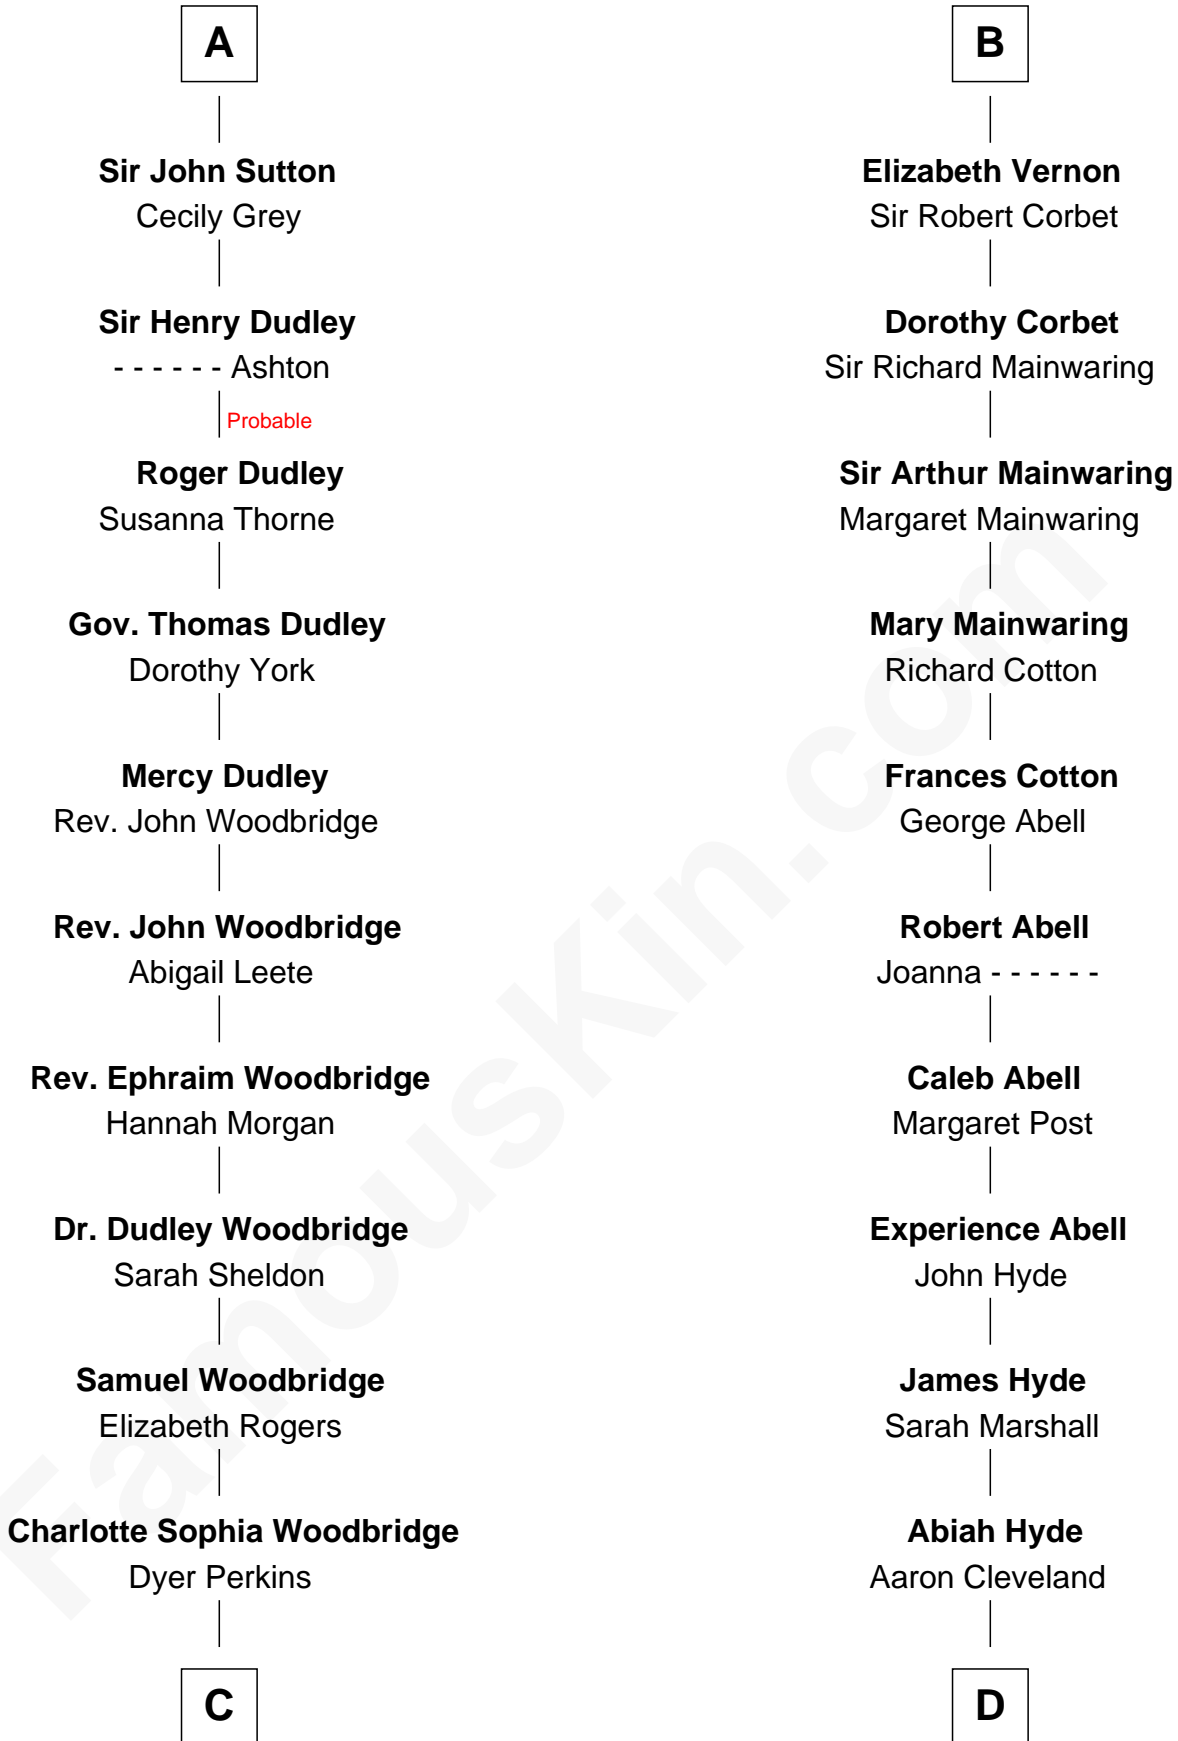 A
Sir John Sutton
Cecily Grey
Sir Henry Dudley
- - - - - - Ashton
Probable
Roger Dudley
Susanna Thorne
Gov. Thomas Dudley
Dorothy York
Mercy Dudley
Rev. John Woodbridge
Rev. John Woodbridge
Abigail Leete
Rev. Ephraim Woodbridge
Hannah Morgan
Dr. Dudley Woodbridge
Sarah Sheldon
Samuel Woodbridge
Elizabeth Rogers
Charlotte Sophia Woodbridge
Dyer Perkins
C
B
Elizabeth Vernon
Sir Robert Corbet
Dorothy Corbet
Sir Richard Mainwaring
Sir Arthur Mainwaring
Margaret Mainwaring
Mary Mainwaring
Richard Cotton
Frances Cotton
George Abell
Robert Abell
Joanna - - - - - -
Caleb Abell
Margaret Post
Experience Abell
John Hyde
James Hyde
Sarah Marshall
Abiah Hyde
Aaron Cleveland
D
FamousKin.com